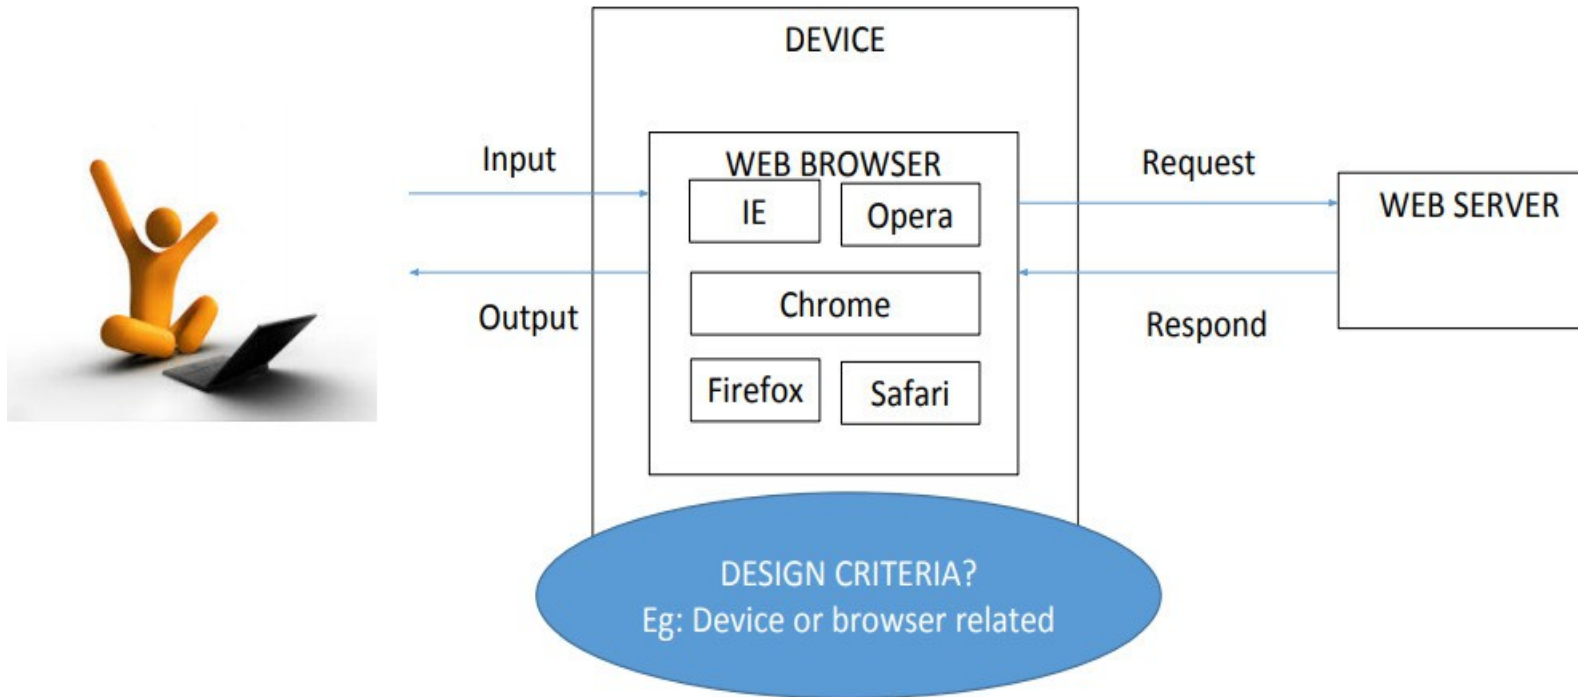 DEVICE
Input
WEB BROWSER
IE
Opera
Chrome
Firefox
Safari
Output
Request
Respond
WEB SERVER
DESIGN CRITERIA?
Eg: Device or browser related